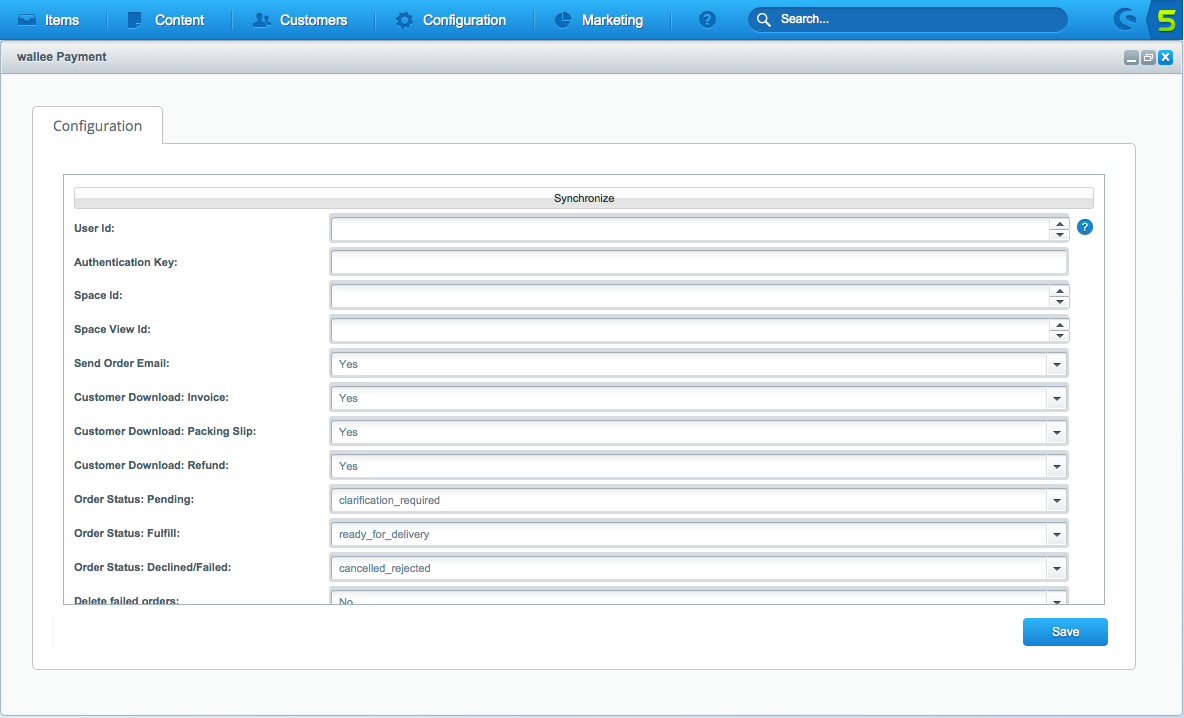 Items Content Customers Configuration Marketing ? Search... 5
wallee Payment
Configuration
Synchronize
User Id: ?
Authentication Key:
Space Id:
Space View Id:
Send Order Email: Yes
Customer Download: Invoice: Yes
Customer Download: Packing Slip: Yes
Customer Download: Refund: Yes
Order Status: Pending: clarification_required
Order Status: Fulfill: ready_for_delivery
Order Status: Declined/Failed: cancelled_rejected
Delete failed orders: No
Save